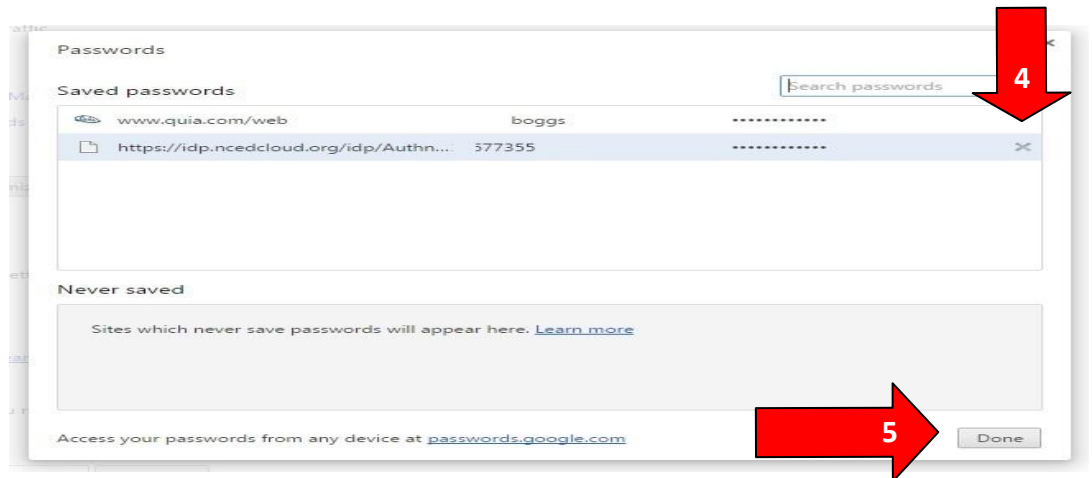 Passwords
4
Saved passwords
Search passwords
www.quia.com/web boggs ••••••••••••
https://idp.ncedcloud.org/idp/Authn... 577355 ••••••••••••
Never saved
Sites which never save passwords will appear here. Learn more
Access your passwords from any device at passwords.google.com
5
Done